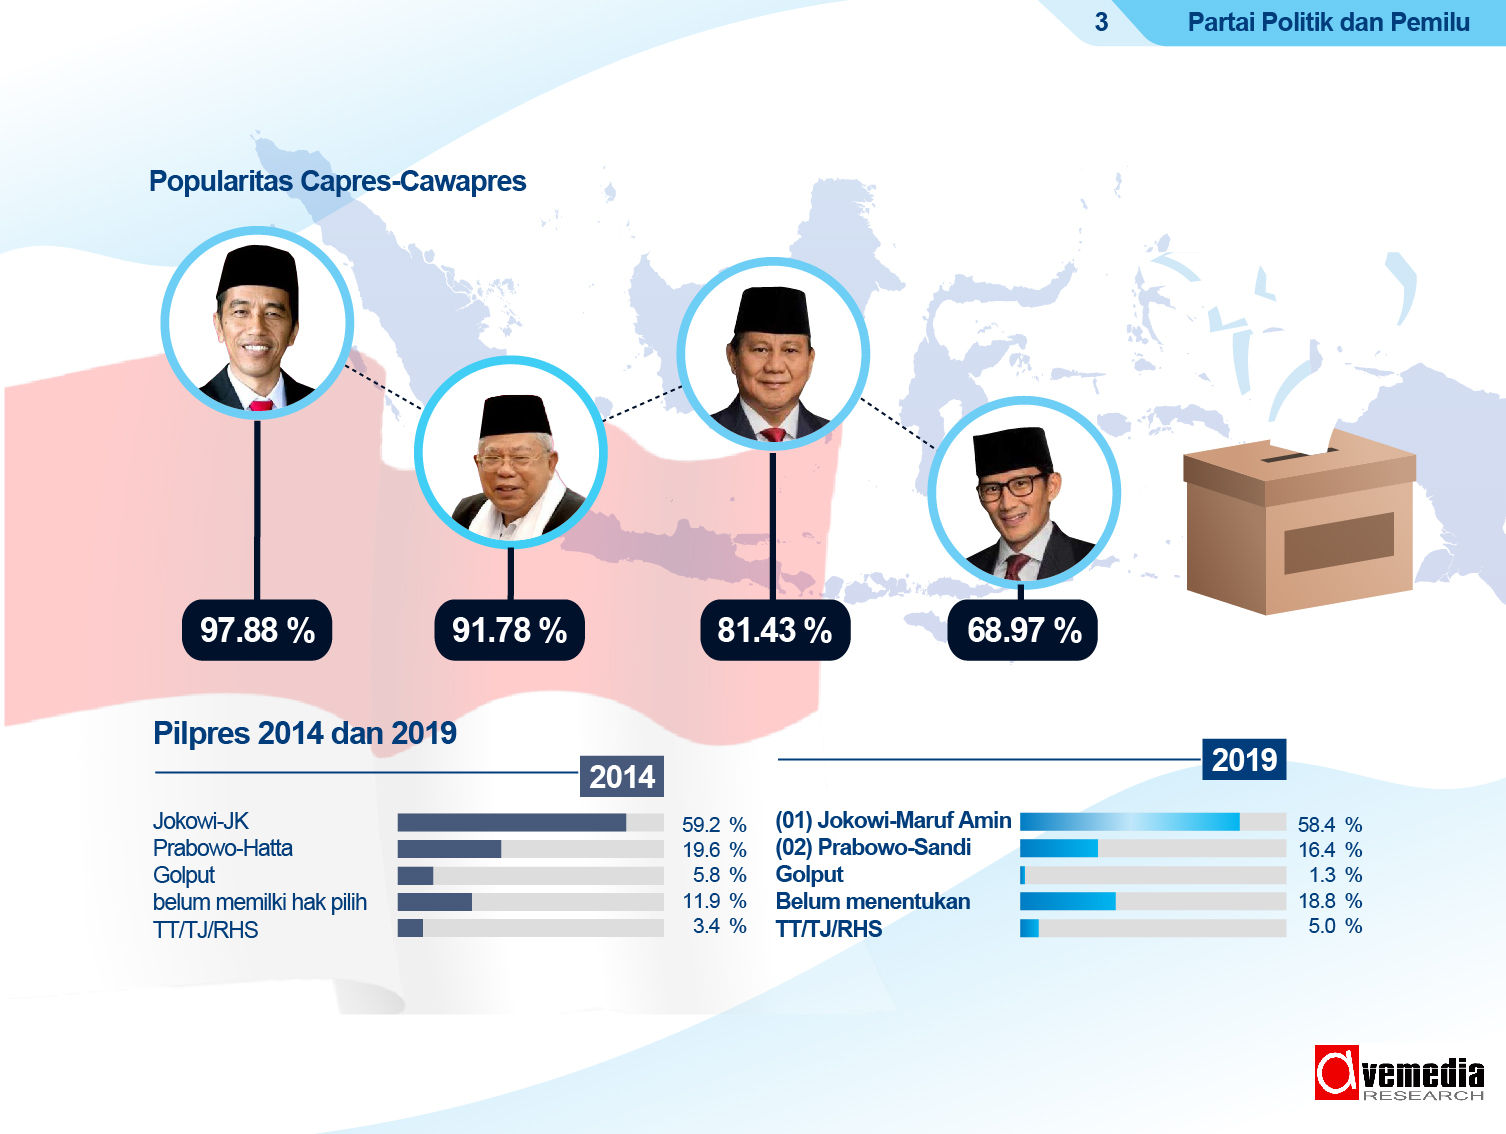 3 Partai Politik dan Pemilu
Popularitas Capres-Cawapres
97.88 % 91.78 % 81.43 % 68.97 %
Pilpres 2014 dan 2019
2014
Jokowi-JK 59.2 %
Prabowo-Hatta 19.6 %
Golput 5.8 %
belum memilki hak pilih 11.9 %
TT/TJ/RHS 3.4 %
2019
(01) Jokowi-Maruf Amin 58.4 %
(02) Prabowo-Sandi 16.4 %
Golput 1.3 %
Belum menentukan 18.8 %
TT/TJ/RHS 5.0 %
avemedia
RESEARCH